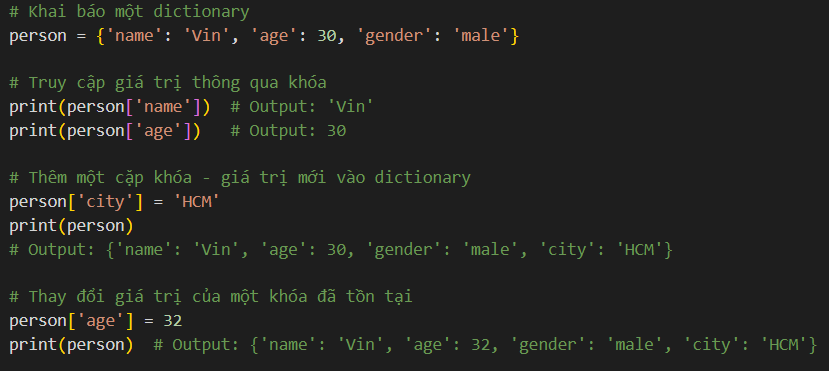 # Khai báo một dictionary
person = {'name': 'Vin', 'age': 30, 'gender': 'male'}
# Truy cập giá trị thông qua khóa
print(person['name'])  # Output: 'Vin'
print(person['age'])   # Output: 30
# Thêm một cặp khóa - giá trị mới vào dictionary
person['city'] = 'HCM'
print(person)
# Output: {'name': 'Vin', 'age': 30, 'gender': 'male', 'city': 'HCM'}
# Thay đổi giá trị của một khóa đã tồn tại
person['age'] = 32
print(person)  # Output: {'name': 'Vin', 'age': 32, 'gender': 'male', 'city': 'HCM'}